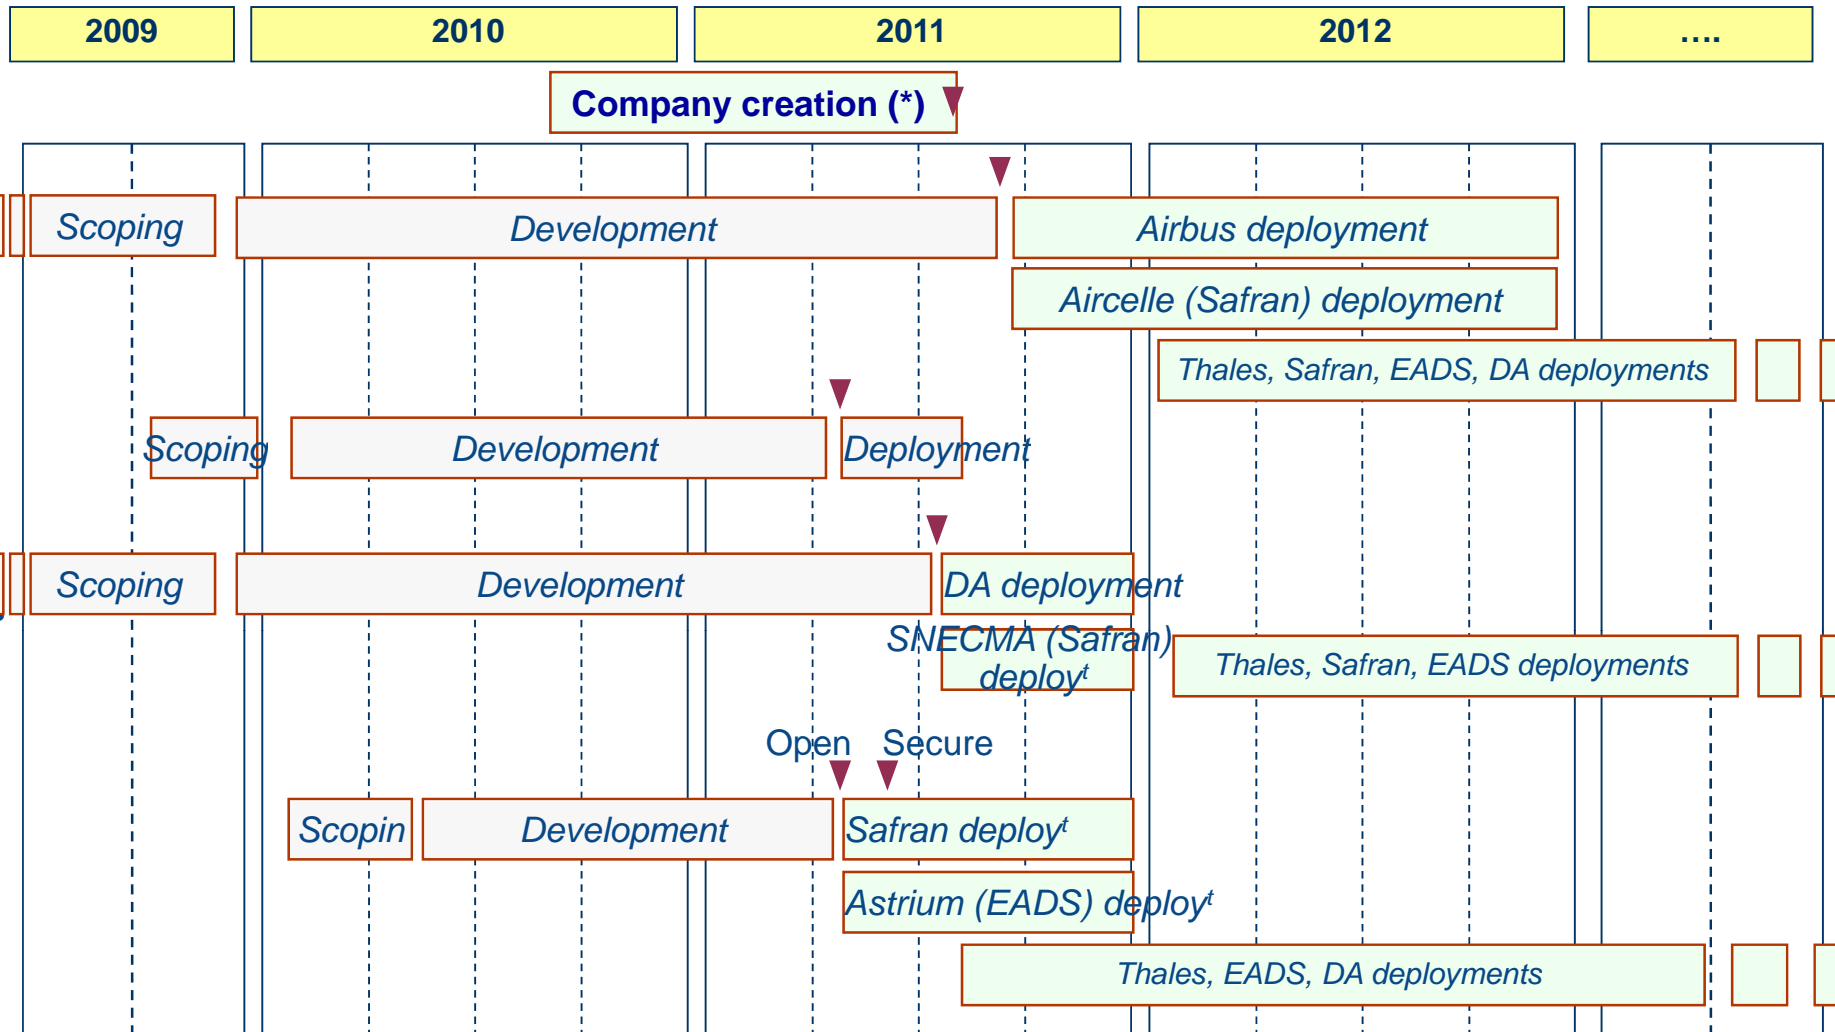 2009
2010
2011
2012
….
Company creation (*)
Scoping
Development
Airbus deployment
Aircelle (Safran) deployment
Thales, Safran, EADS, DA deployments
Scoping
Development
Deployment
Scoping
Development
DA deployment
SNECMA (Safran)
deployᵗ
Thales, Safran, EADS deployments
Open
Secure
Scopin
Development
Safran deployᵗ
Astrium (EADS) deployᵗ
Thales, EADS, DA deployments